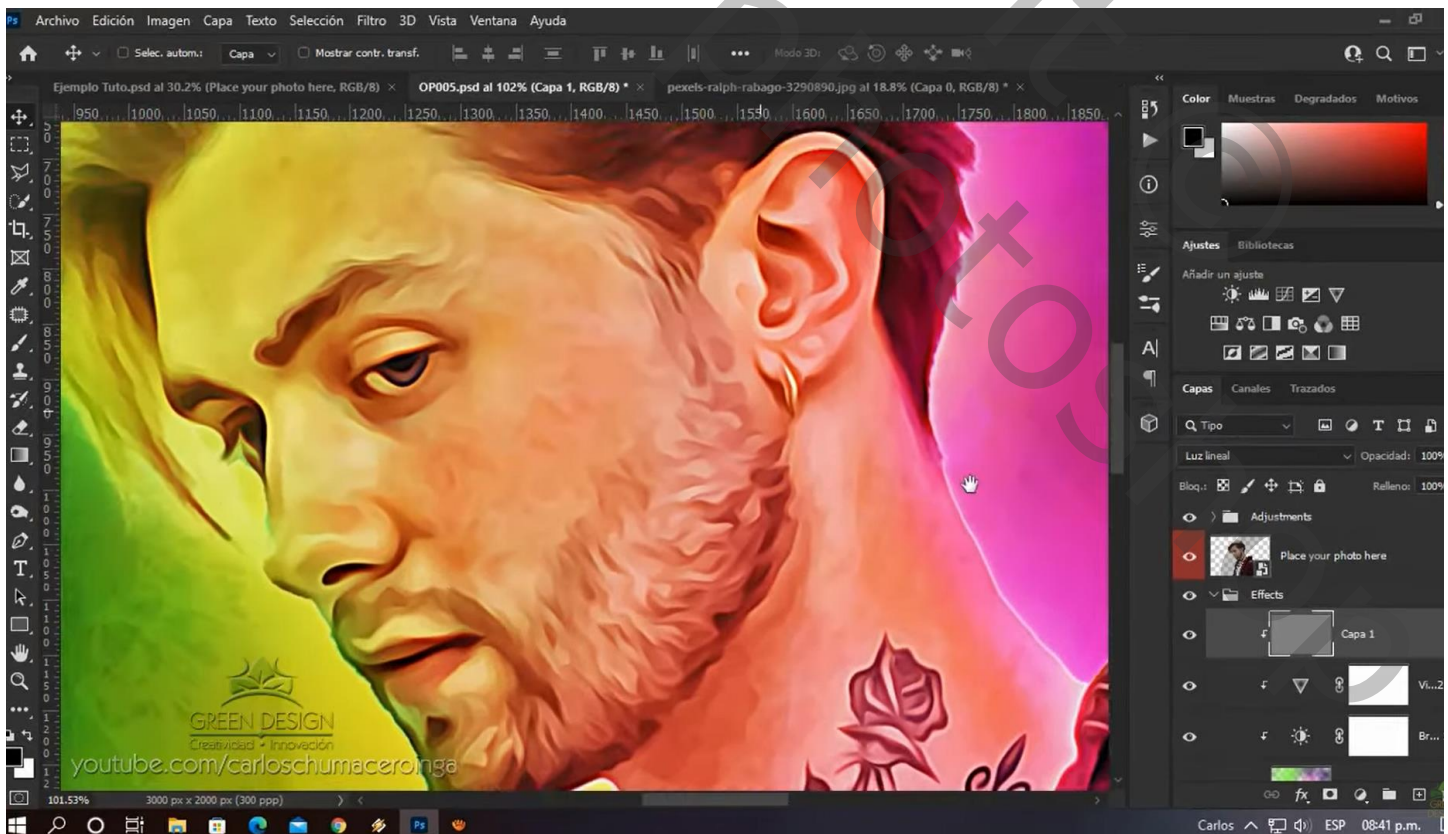 Ps Archivo Edición Imagen Capa Texto Selección Filtro 3D Vista Ventana Ayuda
Selec. autom.: Capa Mostrar contr. transf. Modo 3D:
Ejemplo Tuto.psd al 30.2% (Place your photo here, RGB/8) × OP005.psd al 102% (Capa 1, RGB/8) * × pexels-ralph-rabago-3290890.jpg al 18.8% (Capa 0, RGB/8) * ×
950 1000 1050 1100 1150 1200 1250 1300 1350 1400 1450 1500 1550 1600 1650 1700 1750 1800 1850
Color Muestras Degradados Motivos
Ajustes Bibliotecas
Añadir un ajuste
Capas Canales Trazados
Tipo
Luz lineal Opacidad: 100%
Bloq.: Relleno: 100%
Adjustments
Place your photo here
Effects
Capa 1
Vi...2
Br...
GREEN DESIGN
Creatividad • Innovación
youtube.com/carloschumaceroinga
101.53% 3000 px x 2000 px (300 ppp)
Ps Carlos ESP 08:41 p.m.